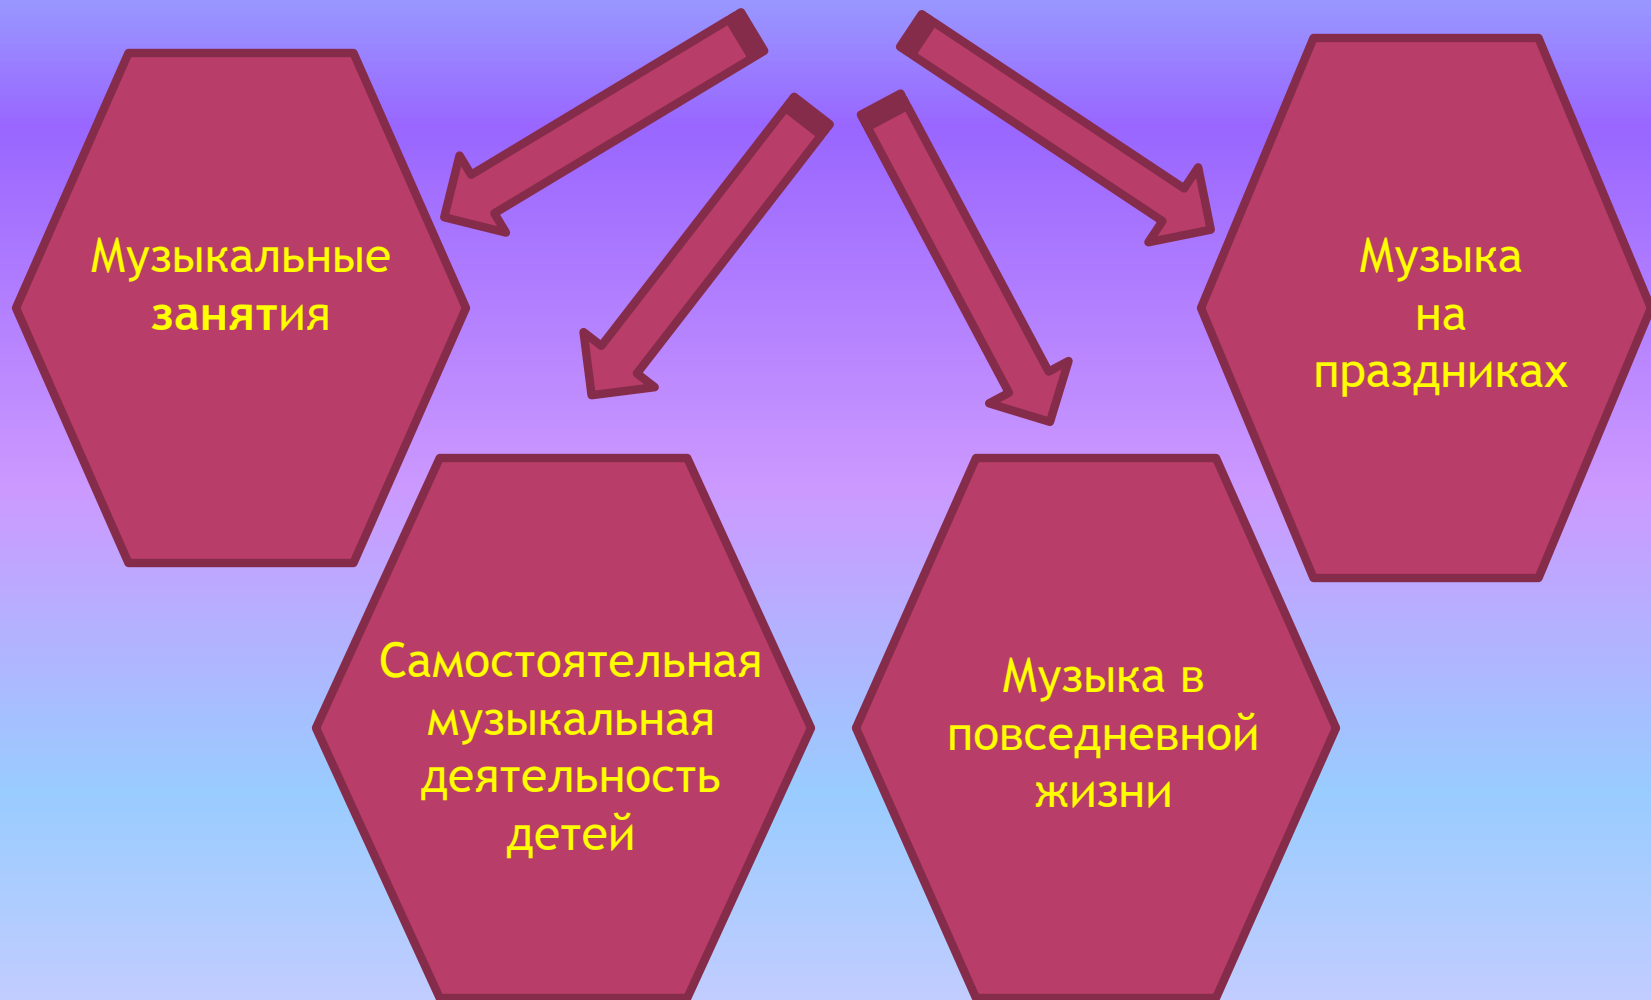 Музыкальные
занятия
Музыка
на
праздниках
Самостоятельная
музыкальная
деятельность
детей
Музыка в
повседневной
жизни